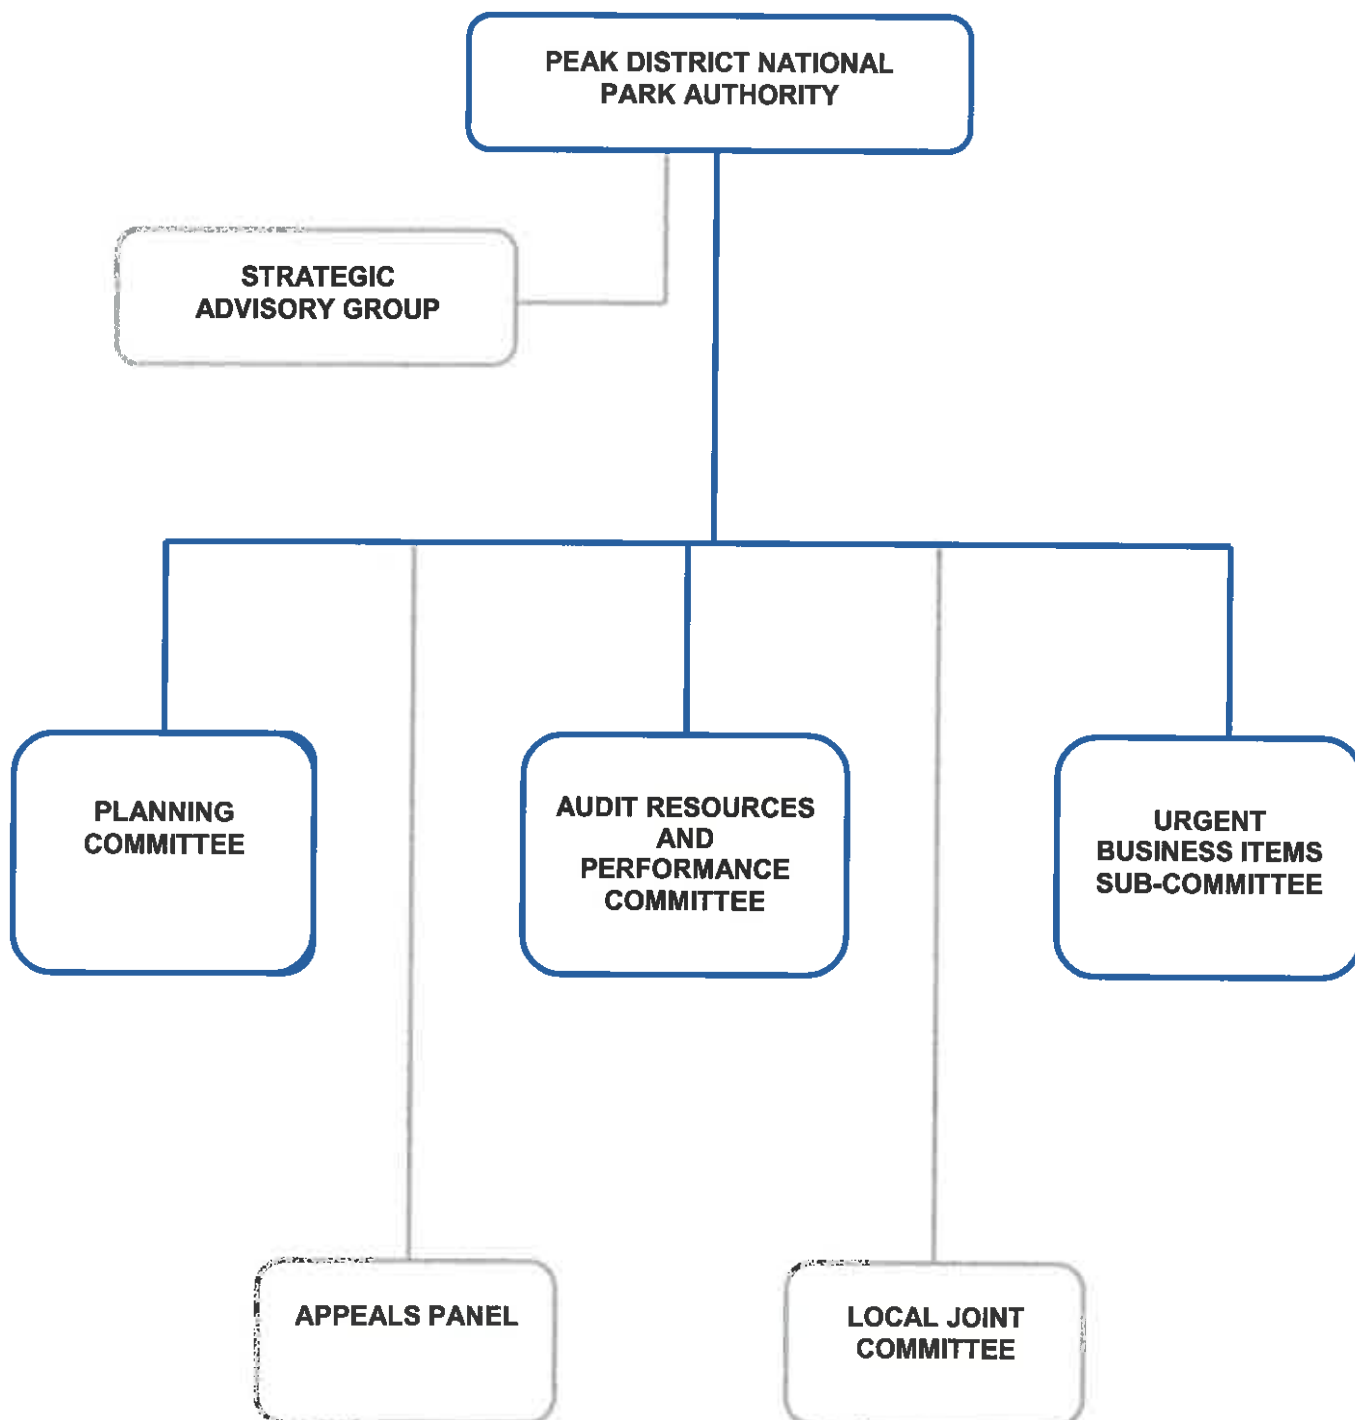 PEAK DISTRICT NATIONAL
PARK AUTHORITY
STRATEGIC
ADVISORY GROUP
PLANNING
COMMITTEE
AUDIT RESOURCES
AND
PERFORMANCE
COMMITTEE
URGENT
BUSINESS ITEMS
SUB-COMMITTEE
APPEALS PANEL
LOCAL JOINT
COMMITTEE